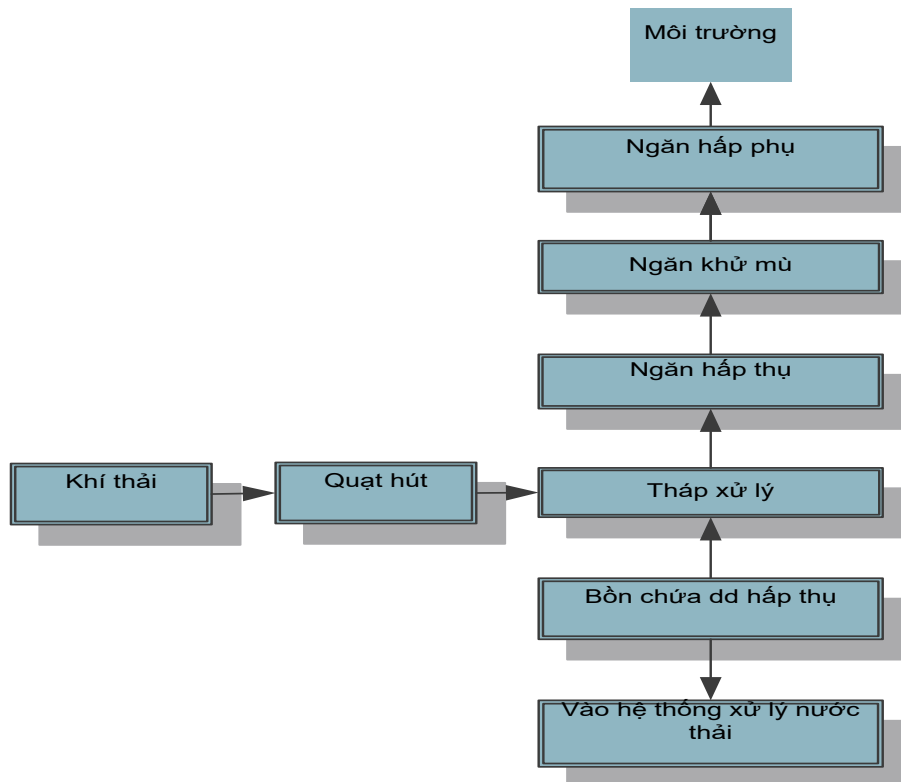 Môi trường
Ngăn hấp phụ
Ngăn khử mù
Ngăn hấp thụ
Khí thải
Quạt hút
Tháp xử lý
Bồn chứa dd hấp thụ
Vào hệ thống xử lý nước
thải